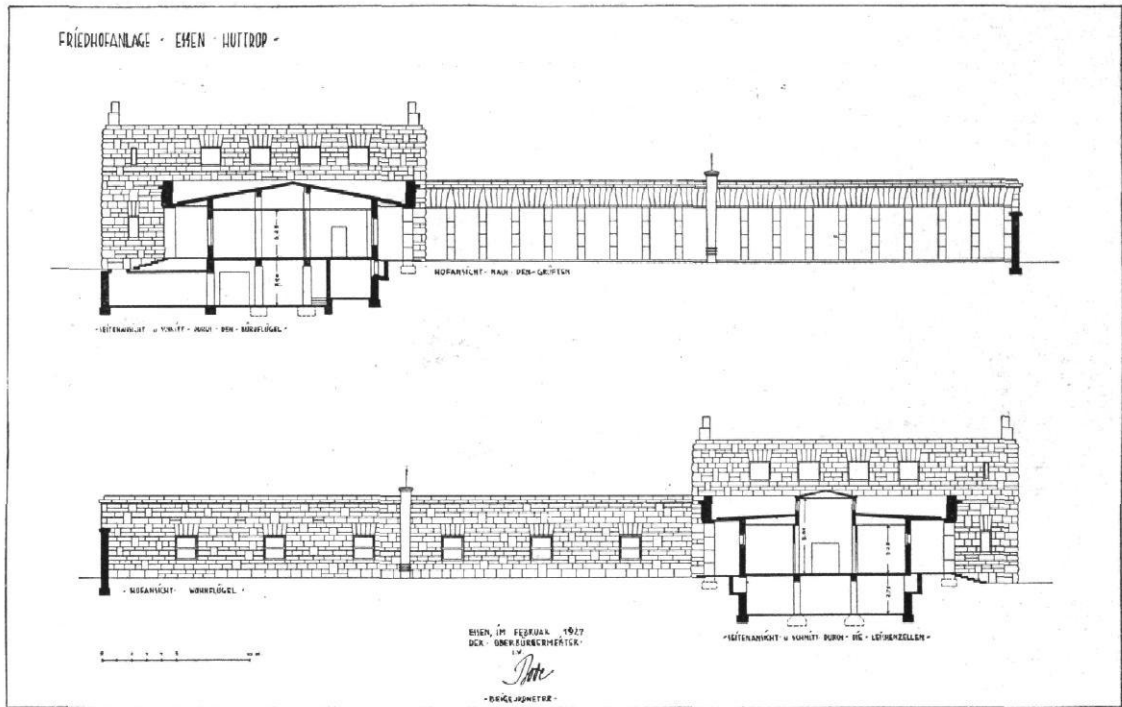 FRIEDHOFANLAGE - ESSEN - HUTTROP -
HOFANSICHT - NACH - DEN - GRÜFTEN
- SEITENANSICHT - U SCHNITT - DURCH - DEN - BÜROFLÜGEL -
- HOFANSICHT - WOHNFLÜGEL -
- SEITENANSICHT - U SCHNITT - DURCH - DIE - LEICHENZELLEN -
ESSEN, IM FEBRUAR 1927
DER - OBERBÜRGERMEISTER -
I.V.
- BEIGEORDNETER -